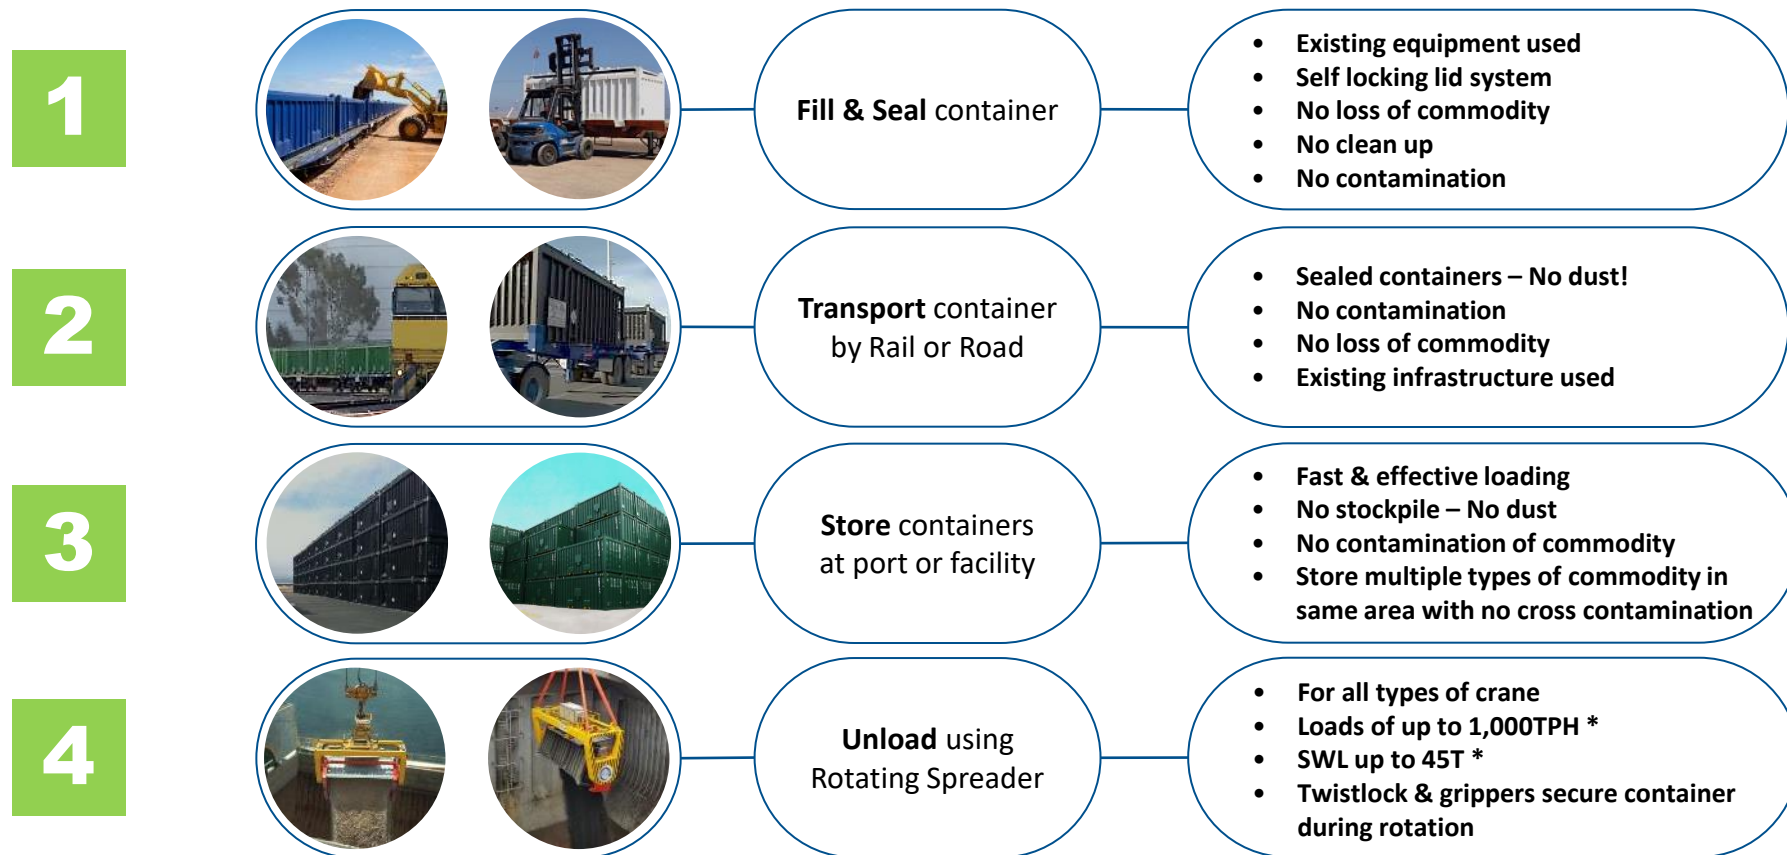 1
Fill & Seal container
• Existing equipment used
• Self locking lid system
• No loss of commodity
• No clean up
• No contamination
2
Transport container
by Rail or Road
• Sealed containers – No dust!
• No contamination
• No loss of commodity
• Existing infrastructure used
3
Store containers
at port or facility
• Fast & effective loading
• No stockpile – No dust
• No contamination of commodity
• Store multiple types of commodity in
same area with no cross contamination
4
Unload using
Rotating Spreader
• For all types of crane
• Loads of up to 1,000TPH *
• SWL up to 45T *
• Twistlock & grippers secure container
during rotation